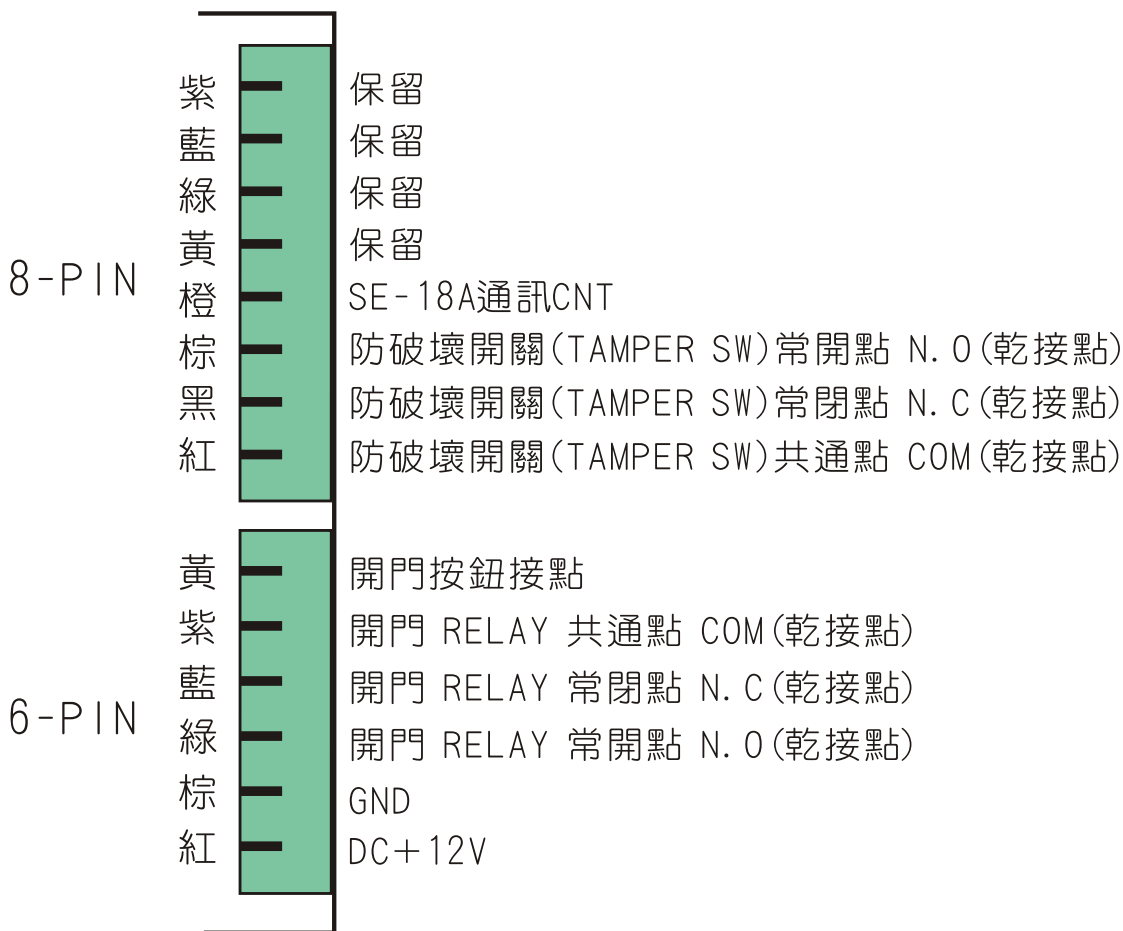 紫 保留
藍 保留
綠 保留
黃 保留
8-PIN
橙 SE-18A通訊CNT
棕 防破壞開關(TAMPER SW)常開點 N.O(乾接點)
黑 防破壞開關(TAMPER SW)常閉點 N.C(乾接點)
紅 防破壞開關(TAMPER SW)共通點 COM(乾接點)
黃 開門按鈕接點
紫 開門 RELAY 共通點 COM(乾接點)
藍 開門 RELAY 常閉點 N.C(乾接點)
6-PIN
綠 開門 RELAY 常開點 N.O(乾接點)
棕 GND
紅 DC+12V